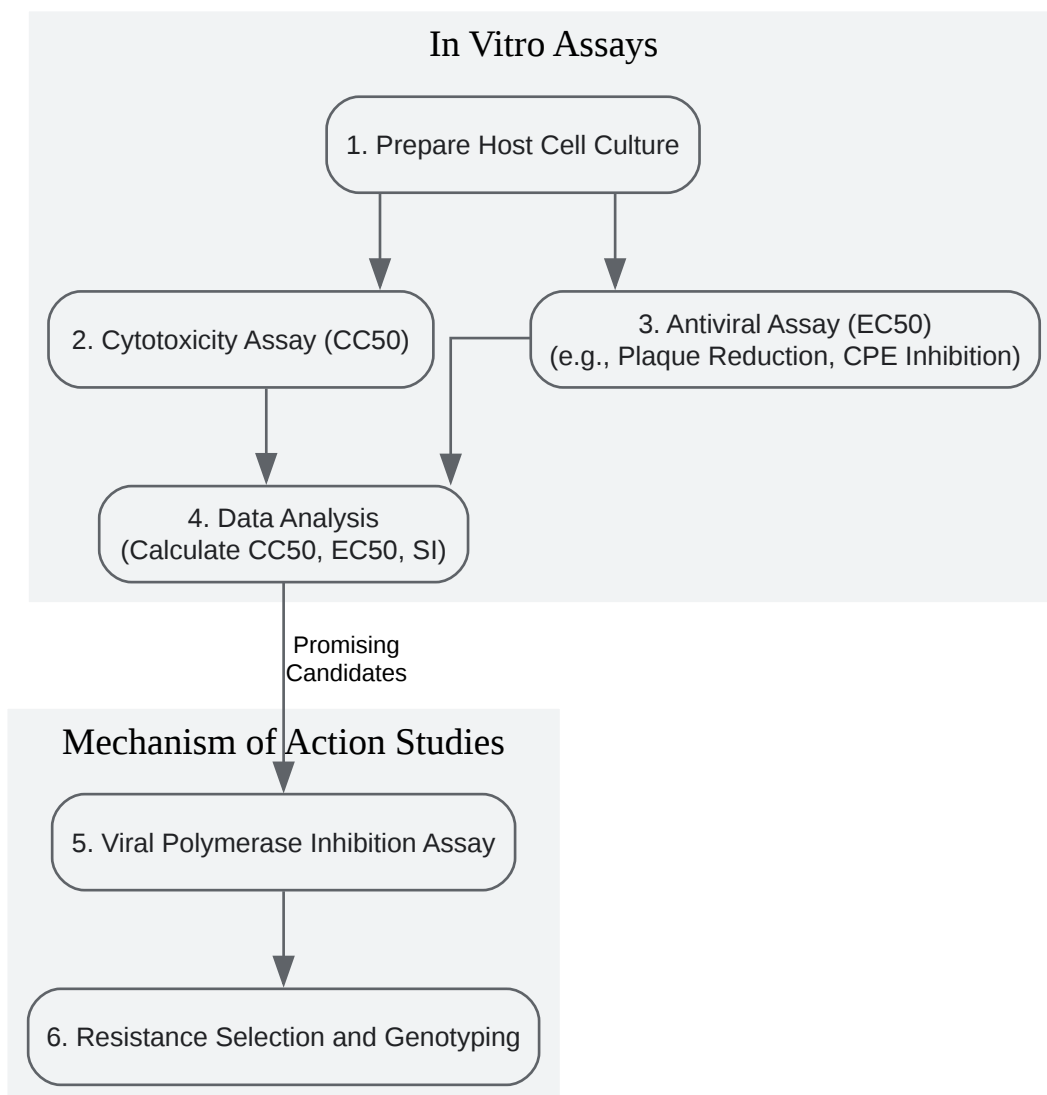 In Vitro Assays
1. Prepare Host Cell Culture
2. Cytotoxicity Assay (CC50)
3. Antiviral Assay (EC50)
(e.g., Plaque Reduction, CPE Inhibition)
4. Data Analysis
(Calculate CC50, EC50, SI)
Promising
Candidates
Mechanism of Action Studies
5. Viral Polymerase Inhibition Assay
6. Resistance Selection and Genotyping